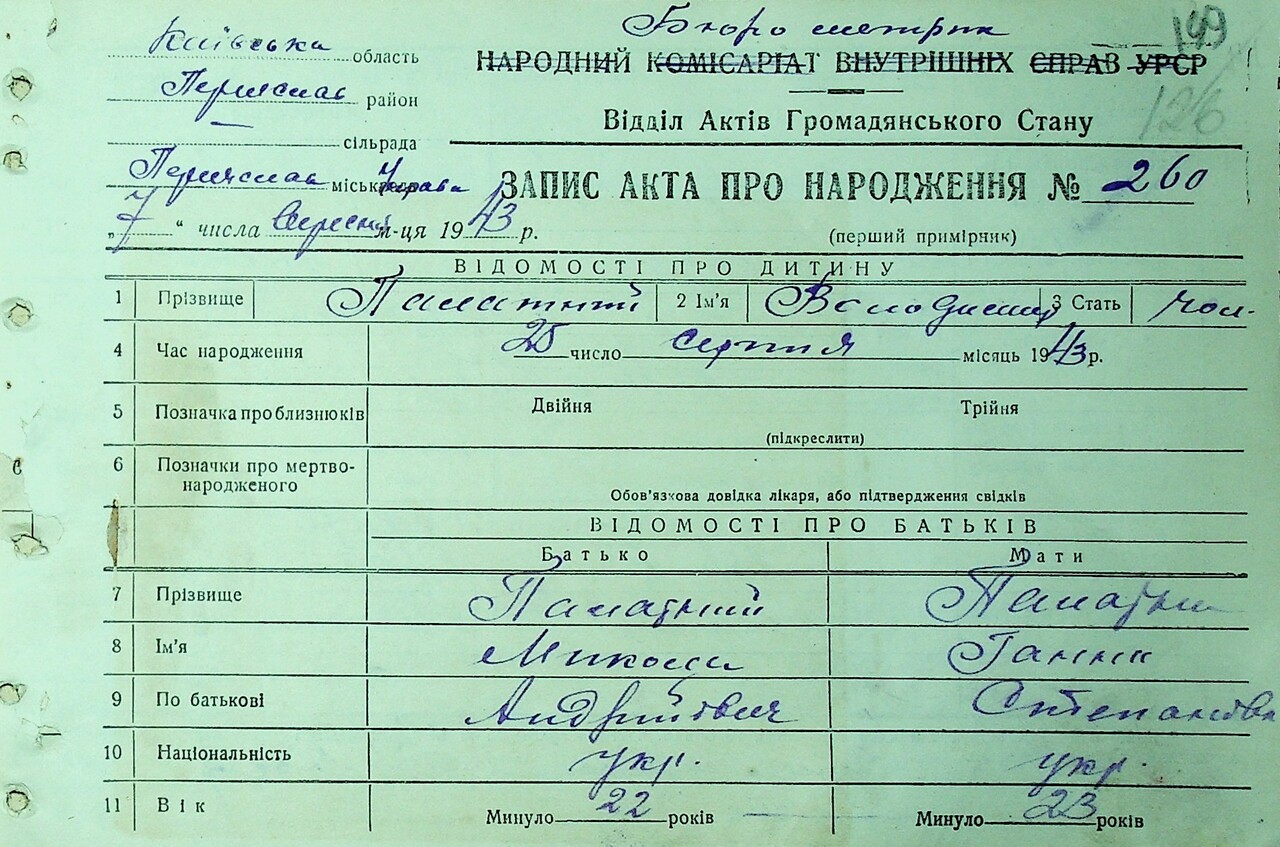 Бюро метрик
149
126
Київська область
НАРОДНИЙ КОМІСАРІАТ ВНУТРІШНІХ СПРАВ УРСР
Переяслав район
Відділ Актів Громадянського Стану
— сільрада
Переяслав міськрада Управа
ЗАПИС АКТА ПРО НАРОДЖЕННЯ № 260
„7“ числа Вересня м-ця 1943 р.
(перший примірник)
ВІДОМОСТІ ПРО ДИТИНУ
1 Прізвище Палатний 2 Ім'я Володимир 3 Стать чол.
4 Час народження 25 число серпня місяць 1943 р.
5 Позначка про близнюків Двійня Трійня
(підкреслити)
6 Позначки про мертво-
народженого
Обов'язкова довідка лікаря, або підтвердження свідків
ВІДОМОСТІ ПРО БАТЬКІВ
Батько Мати
7 Прізвище Палатний
8 Ім'я Микола Ганна
9 По батькові Андрійович Степанівна
10 Національність укр. укр.
11 Вік Минуло 22 років Минуло 23 років